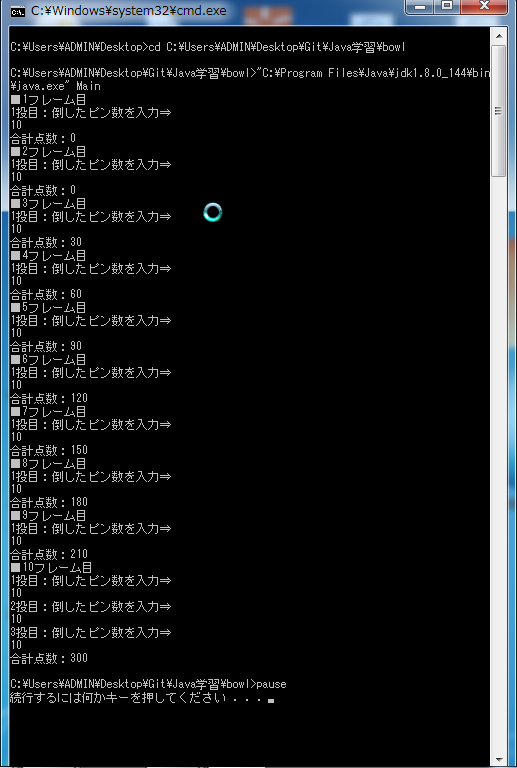 C:\Windows\system32\cmd.exe
C:¥Users¥ADMIN¥Desktop>cd C:¥Users¥ADMIN¥Desktop¥Git¥Java学習¥bowl
C:¥Users¥ADMIN¥Desktop¥Git¥Java学習¥bowl>"C:¥Program Files¥Java¥jdk1.8.0_144¥bin
¥java.exe" Main
■1フレーム目
1投目：倒したピン数を入力⇒
10
合計点数：0
■2フレーム目
1投目：倒したピン数を入力⇒
10
合計点数：0
■3フレーム目
1投目：倒したピン数を入力⇒
10
合計点数：30
■4フレーム目
1投目：倒したピン数を入力⇒
10
合計点数：60
■5フレーム目
1投目：倒したピン数を入力⇒
10
合計点数：90
■6フレーム目
1投目：倒したピン数を入力⇒
10
合計点数：120
■7フレーム目
1投目：倒したピン数を入力⇒
10
合計点数：150
■8フレーム目
1投目：倒したピン数を入力⇒
10
合計点数：180
■9フレーム目
1投目：倒したピン数を入力⇒
10
合計点数：210
■10フレーム目
1投目：倒したピン数を入力⇒
10
2投目：倒したピン数を入力⇒
10
3投目：倒したピン数を入力⇒
10
合計点数：300
C:¥Users¥ADMIN¥Desktop¥Git¥Java学習¥bowl>pause
続行するには何かキーを押してください . . .